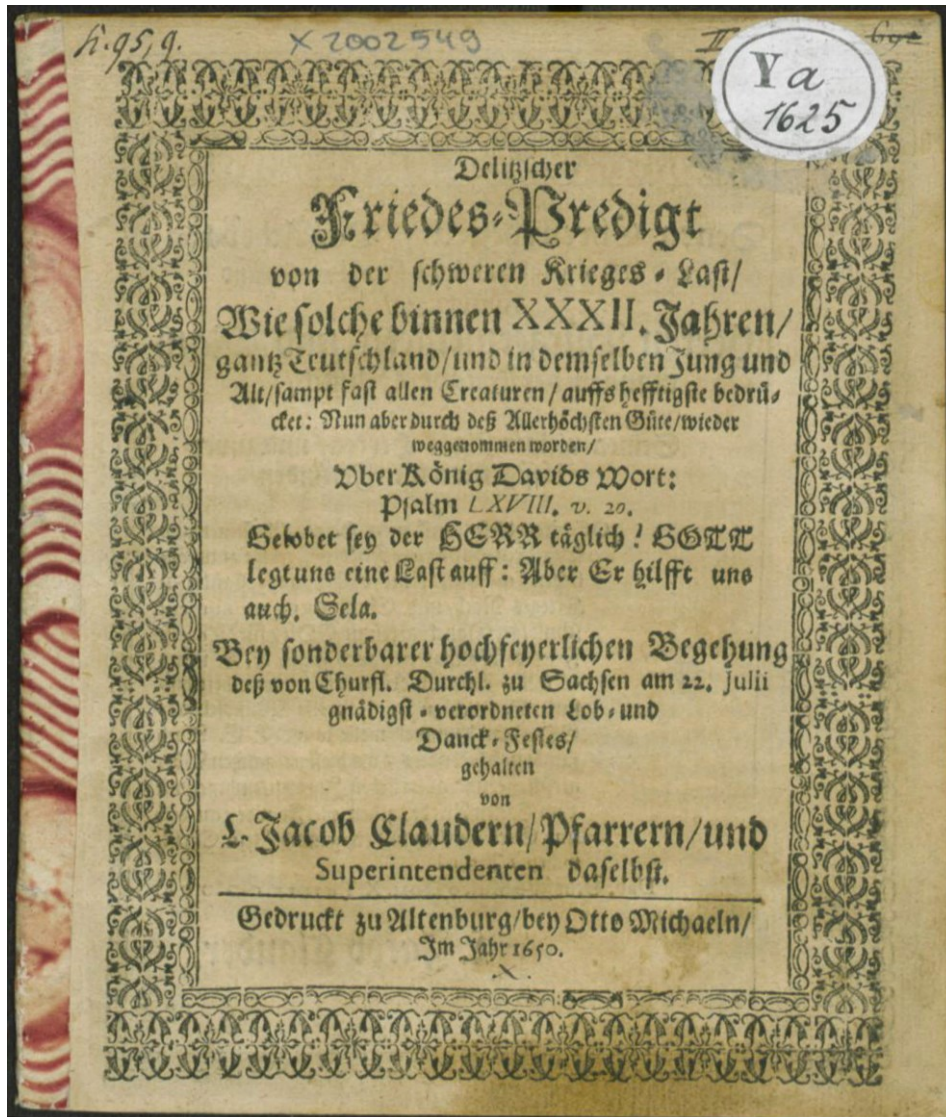 Li. 95, 9.
X 2002549
II
Ya
1625
Delitzscher
Friedes-Predigt
von der schweren Krieges-Last/
Wie solche binnen XXXII. Jahren/
gantz Teutschland/und in demselben Jung und
Alt/sampt fast allen Creaturen/auffs hefftigste bedrü-
cket: Nun aber durch deß Allerhöchsten Güte/wieder
weggenommen worden/
Vber König Davids Wort:
Psalm LXVIII. v. 20.
Gelobet sey der HERR täglich! GOTT
legt uns eine Last auff: Aber Er hilfft uns
auch. Sela.
Bey sonderbarer hochfeyerlichen Begehung
deß von Churfl. Durchl. zu Sachsen am 22. Julii
gnädigst-verordneten Lob-und
Danck-Festes/
gehalten
von
L. Jacob Claudern/Pfarrern/und
Superintendenten daselbst.
Gedruckt zu Altenburg/bey Otto Michaeln/
Im Jahr 1650.
X.